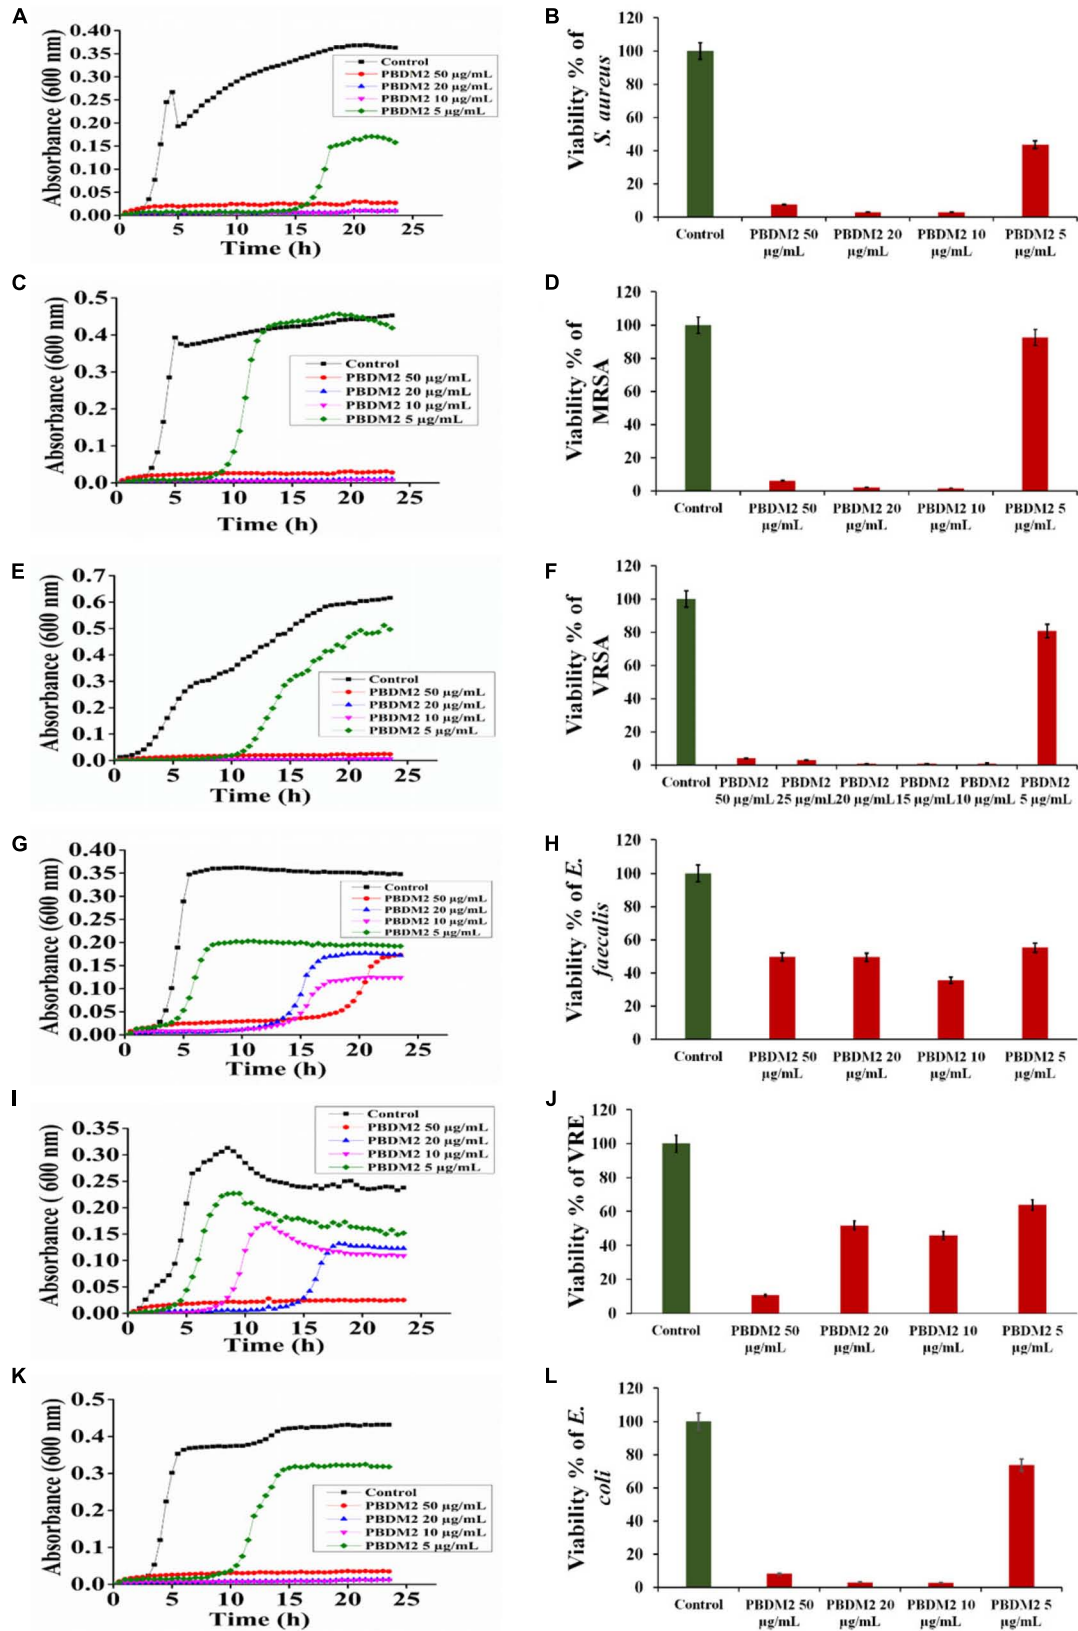 A
Absorbance (600 nm)
0.40
0.35
0.30
0.25
0.20
0.15
0.10
0.05
0.00
Control
PBDM2 50 µg/mL
PBDM2 20 µg/mL
PBDM2 10 µg/mL
PBDM2 5 µg/mL
0 5 10 15 20 25
Time (h)
B
Viability % of
S. aureus
120
100
80
60
40
20
0
Control PBDM2 50 PBDM2 20 PBDM2 10 PBDM2 5
µg/mL µg/mL µg/mL µg/mL
C
Absorbance (600 nm)
0.5
0.4
0.3
0.2
0.1
0.0
Control
PBDM2 50 µg/mL
PBDM2 20 µg/mL
PBDM2 10 µg/mL
PBDM2 5 µg/mL
0 5 10 15 20 25
Time (h)
D
Viability % of
MRSA
120
100
80
60
40
20
0
Control PBDM2 50 PBDM2 20 PBDM2 10 PBDM2 5
µg/mL µg/mL µg/mL µg/mL
E
Absorbance (600 nm)
0.7
0.6
0.5
0.4
0.3
0.2
0.1
0.0
Control
PBDM2 50 µg/mL
PBDM2 20 µg/mL
PBDM2 10 µg/mL
PBDM2 5 µg/mL
0 5 10 15 20 25
Time (h)
F
Viability % of
VRSA
120
100
80
60
40
20
0
Control PBDM2 PBDM2 PBDM2 PBDM2 PBDM2 PBDM2
50 µg/mL 25 µg/mL 20 µg/mL 15 µg/mL 10 µg/mL 5 µg/mL
G
Absorbance (600 nm)
0.40
0.35
0.30
0.25
0.20
0.15
0.10
0.05
0.00
Control
PBDM2 50 µg/mL
PBDM2 20 µg/mL
PBDM2 10 µg/mL
PBDM2 5 µg/mL
0 5 10 15 20 25
Time (h)
H
Viability % of E.
faecalis
120
100
80
60
40
20
0
Control PBDM2 50 PBDM2 20 PBDM2 10 PBDM2 5
µg/mL µg/mL µg/mL µg/mL
I
Absorbance ( 600 nm)
0.35
0.30
0.25
0.20
0.15
0.10
0.05
0.00
Control
PBDM2 50 µg/mL
PBDM2 20 µg/mL
PBDM2 10 µg/mL
PBDM2 5 µg/mL
0 5 10 15 20 25
Time (h)
J
Viability % of VRE
120
100
80
60
40
20
0
Control PBDM2 50 PBDM2 20 PBDM2 10 PBDM2 5
µg/mL µg/mL µg/mL µg/mL
K
Absorbance (600 nm)
0.5
0.4
0.3
0.2
0.1
0.0
Control
PBDM2 50 µg/mL
PBDM2 20 µg/mL
PBDM2 10 µg/mL
PBDM2 5 µg/mL
0 5 10 15 20 25
Time (h)
L
Viability % of E.
coli
120
100
80
60
40
20
0
Control PBDM2 50 PBDM2 20 PBDM2 10 PBDM2 5
µg/mL µg/mL µg/mL µg/mL